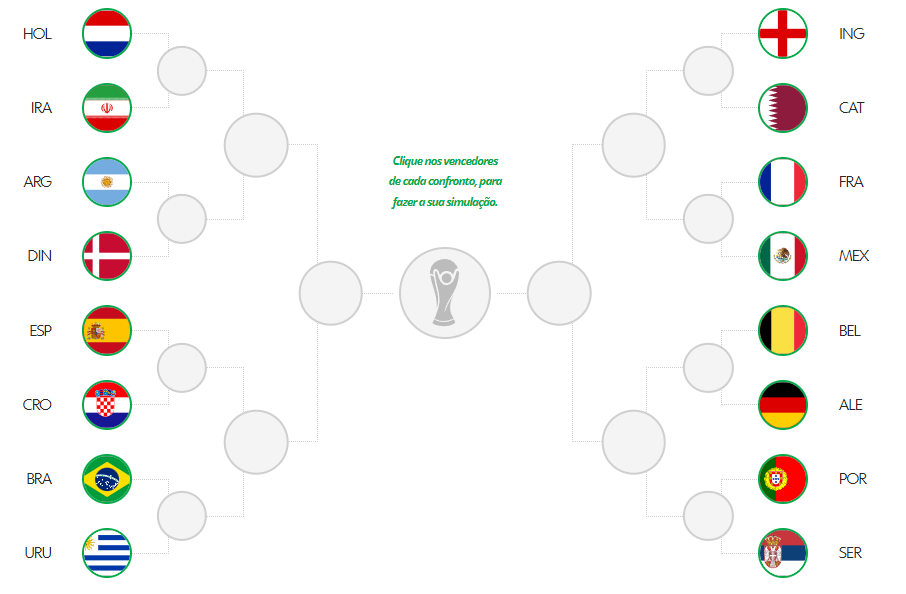 HOL
IRA
ARG
DIN
ESP
CRO
BRA
URU
Clique nos vencedores
de cada confronto, para
fazer a sua simulação.
ING
CAT
FRA
MEX
BEL
ALE
POR
SER